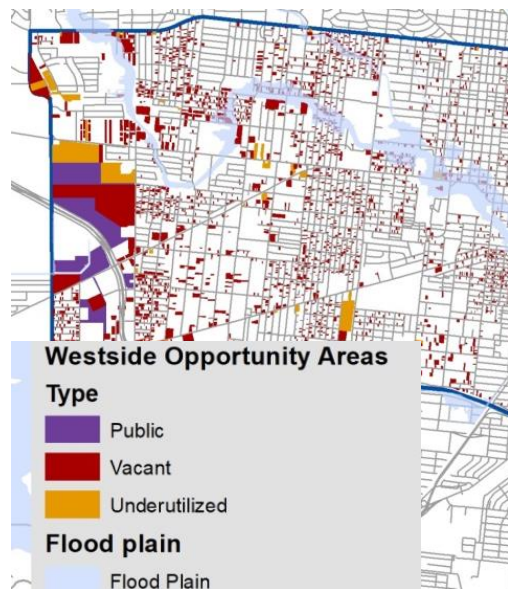 Westside Opportunity Areas
Type
Public
Vacant
Underutilized
Flood plain
Flood Plain